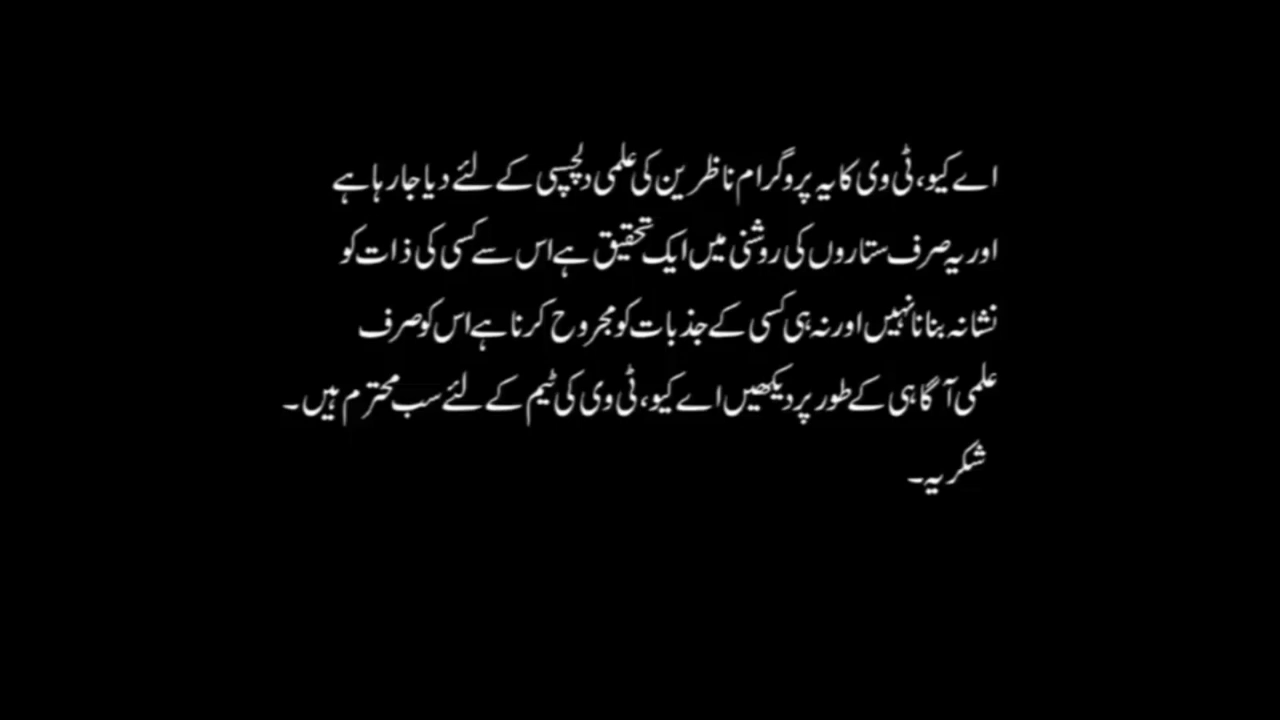 اے کیو، ٹی وی کا یہ پروگرام ناظرین کی علمی دلچسپی کے لئے دیا جا رہا ہے
اور یہ صرف ستاروں کی روشنی میں ایک تحقیق ہے اس سے کسی کی ذات کو
نشانہ بنانا نہیں اور نہ ہی کسی کے جذبات کو مجروح کرنا ہے اس کو صرف
علمی آگاہی کے طور پر دیکھیں اے کیو، ٹی وی کی ٹیم کے لئے سب محترم ہیں ۔
شکریہ ۔